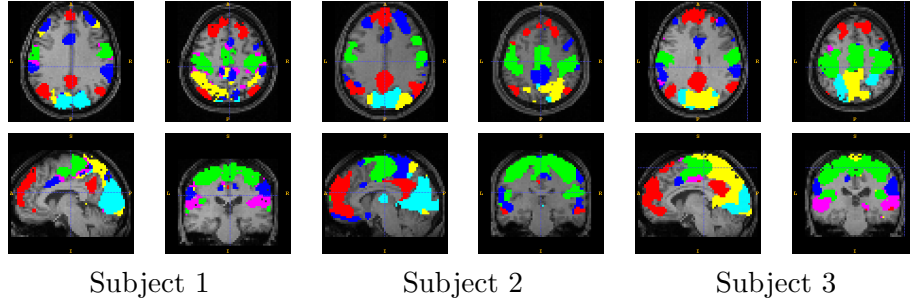 A A A A A A
L R L R L R L R L R L R
P P P P P P
S S S S S S
A P L R A P L R A P L R
I I I I I I
Subject 1 Subject 2 Subject 3